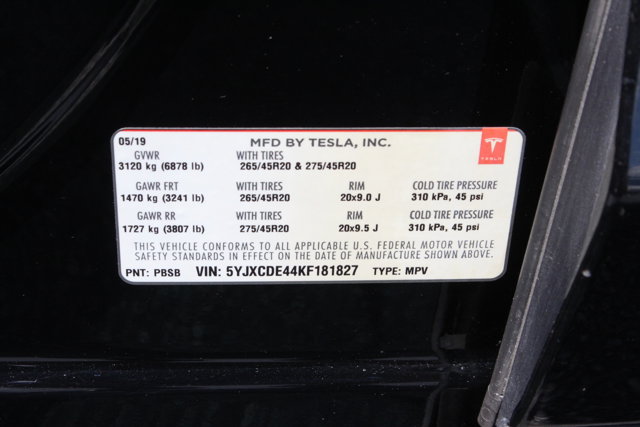 05/19 MFD BY TESLA, INC.
GVWR WITH TIRES
3120 kg (6878 lb) 265/45R20 & 275/45R20
TESLA
GAWR FRT WITH TIRES RIM COLD TIRE PRESSURE
1470 kg (3241 lb) 265/45R20 20x9.0 J 310 kPa, 45 psi
GAWR RR WITH TIRES RIM COLD TIRE PRESSURE
1727 kg (3807 lb) 275/45R20 20x9.5 J 310 kPa, 45 psi
THIS VEHICLE CONFORMS TO ALL APPLICABLE U.S. FEDERAL MOTOR VEHICLE
SAFETY STANDARDS IN EFFECT ON THE DATE OF MANUFACTURE SHOWN ABOVE.
PNT: PBSB VIN: 5YJXCDE44KF181827 TYPE: MPV